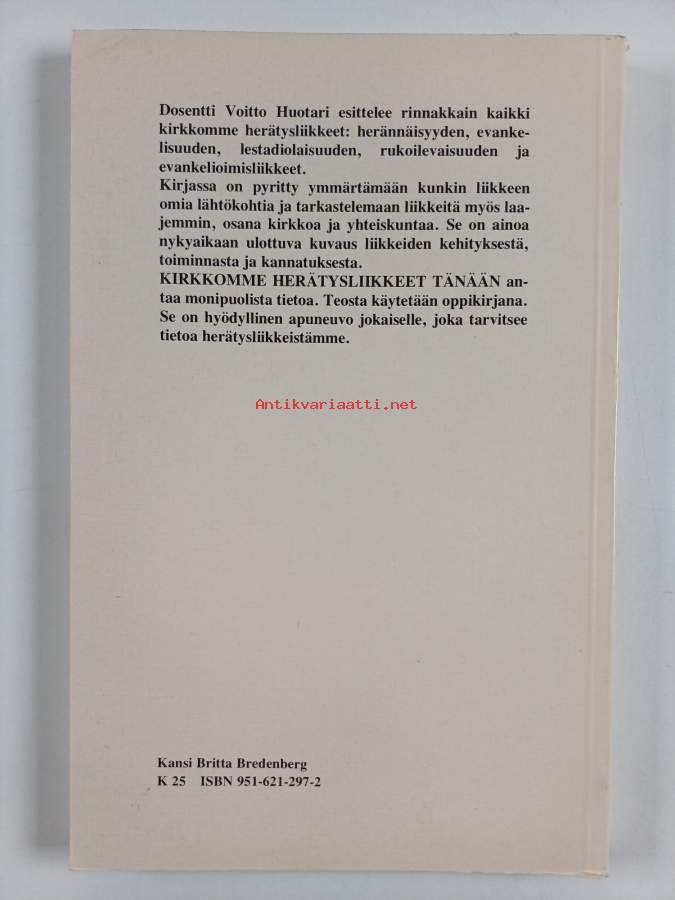 Dosentti Voitto Huotari esittelee rinnakkain kaikki
kirkkomme herätysliikkeet: herännäisyyden, evanke-
lisuuden, lestadiolaisuuden, rukoilevaisuuden ja
evankelioimisliikkeet.
Kirjassa on pyritty ymmärtämään kunkin liikkeen
omia lähtökohtia ja tarkastelemaan liikkeitä myös laa-
jemmin, osana kirkkoa ja yhteiskuntaa. Se on ainoa
nykyaikaan ulottuva kuvaus liikkeiden kehityksestä,
toiminnasta ja kannatuksesta.
KIRKKOMME HERÄTYSLIIKKEET TÄNÄÄN an-
taa monipuolista tietoa. Teosta käytetään oppikirjana.
Se on hyödyllinen apuneuvo jokaiselle, joka tarvitsee
tietoa herätysliikkeistämme.
Antikvariaatti.net
Kansi Britta Bredenberg
K 25 ISBN 951-621-297-2